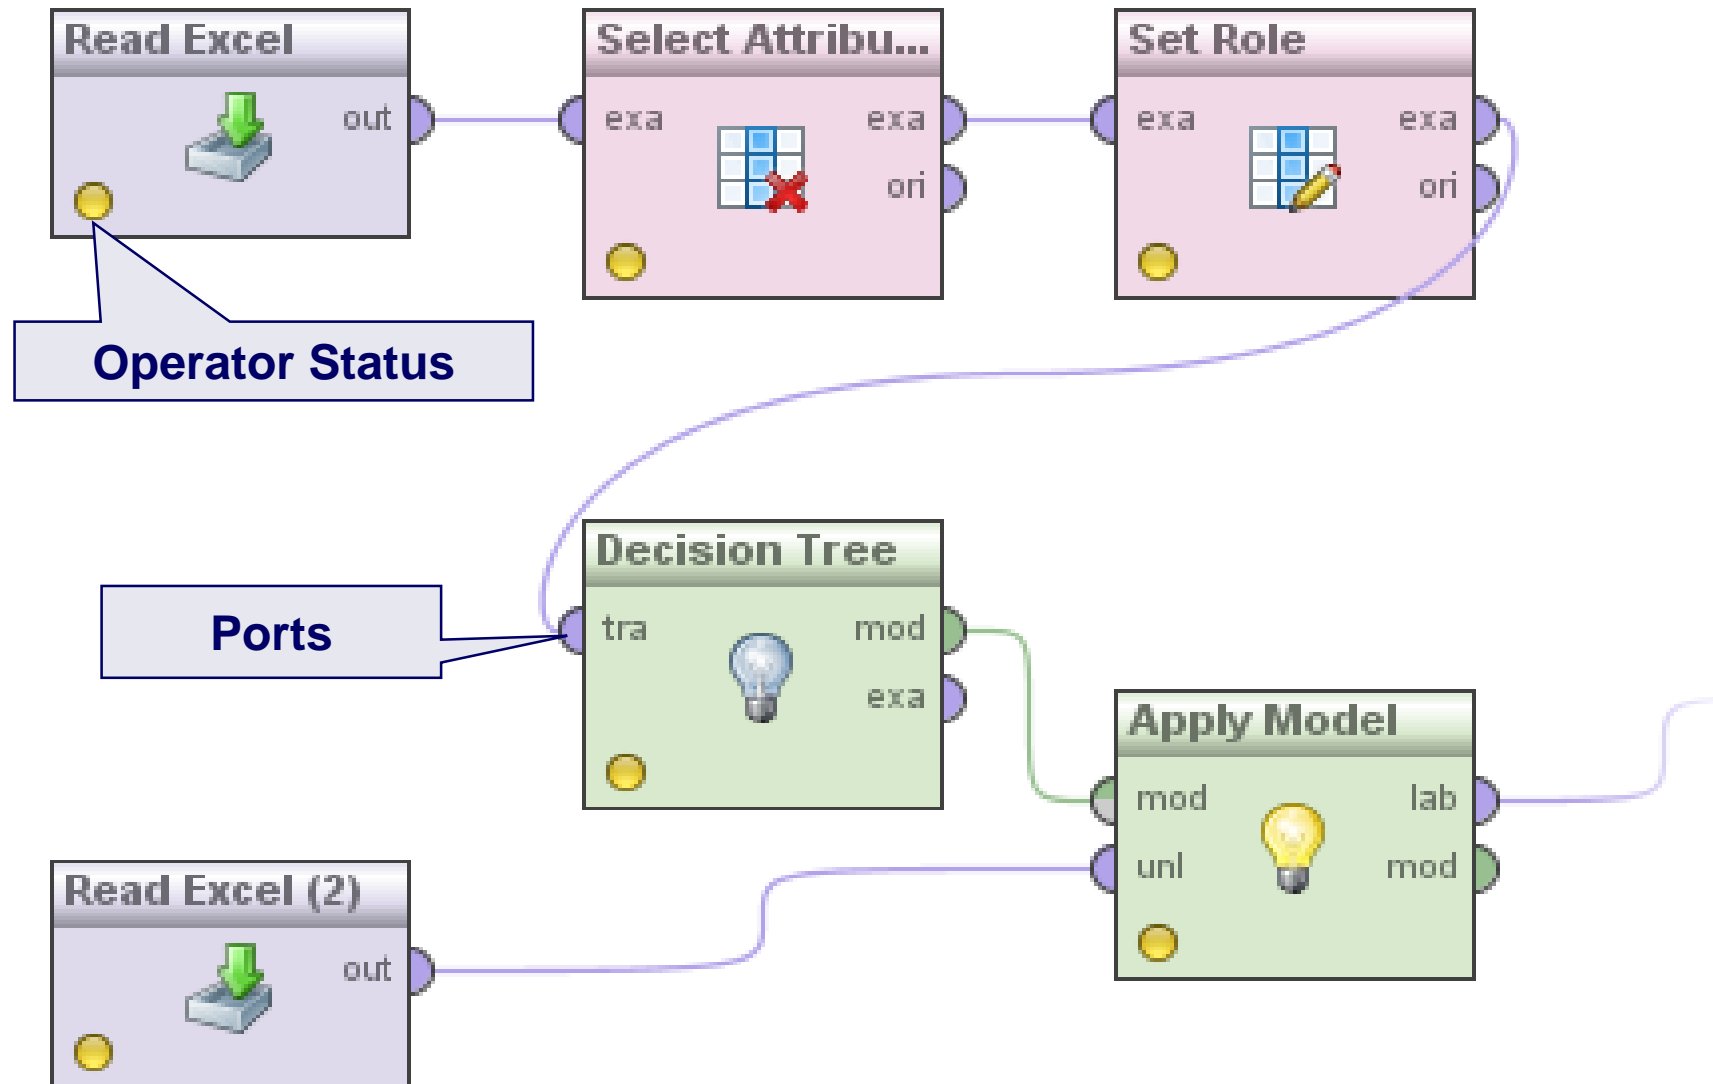 Read Excel
out
Select Attribu...
exa
exa
ori
Set Role
exa
exa
ori
Operator Status
Decision Tree
tra
mod
exa
Ports
Apply Model
mod
lab
unl
mod
Read Excel (2)
out